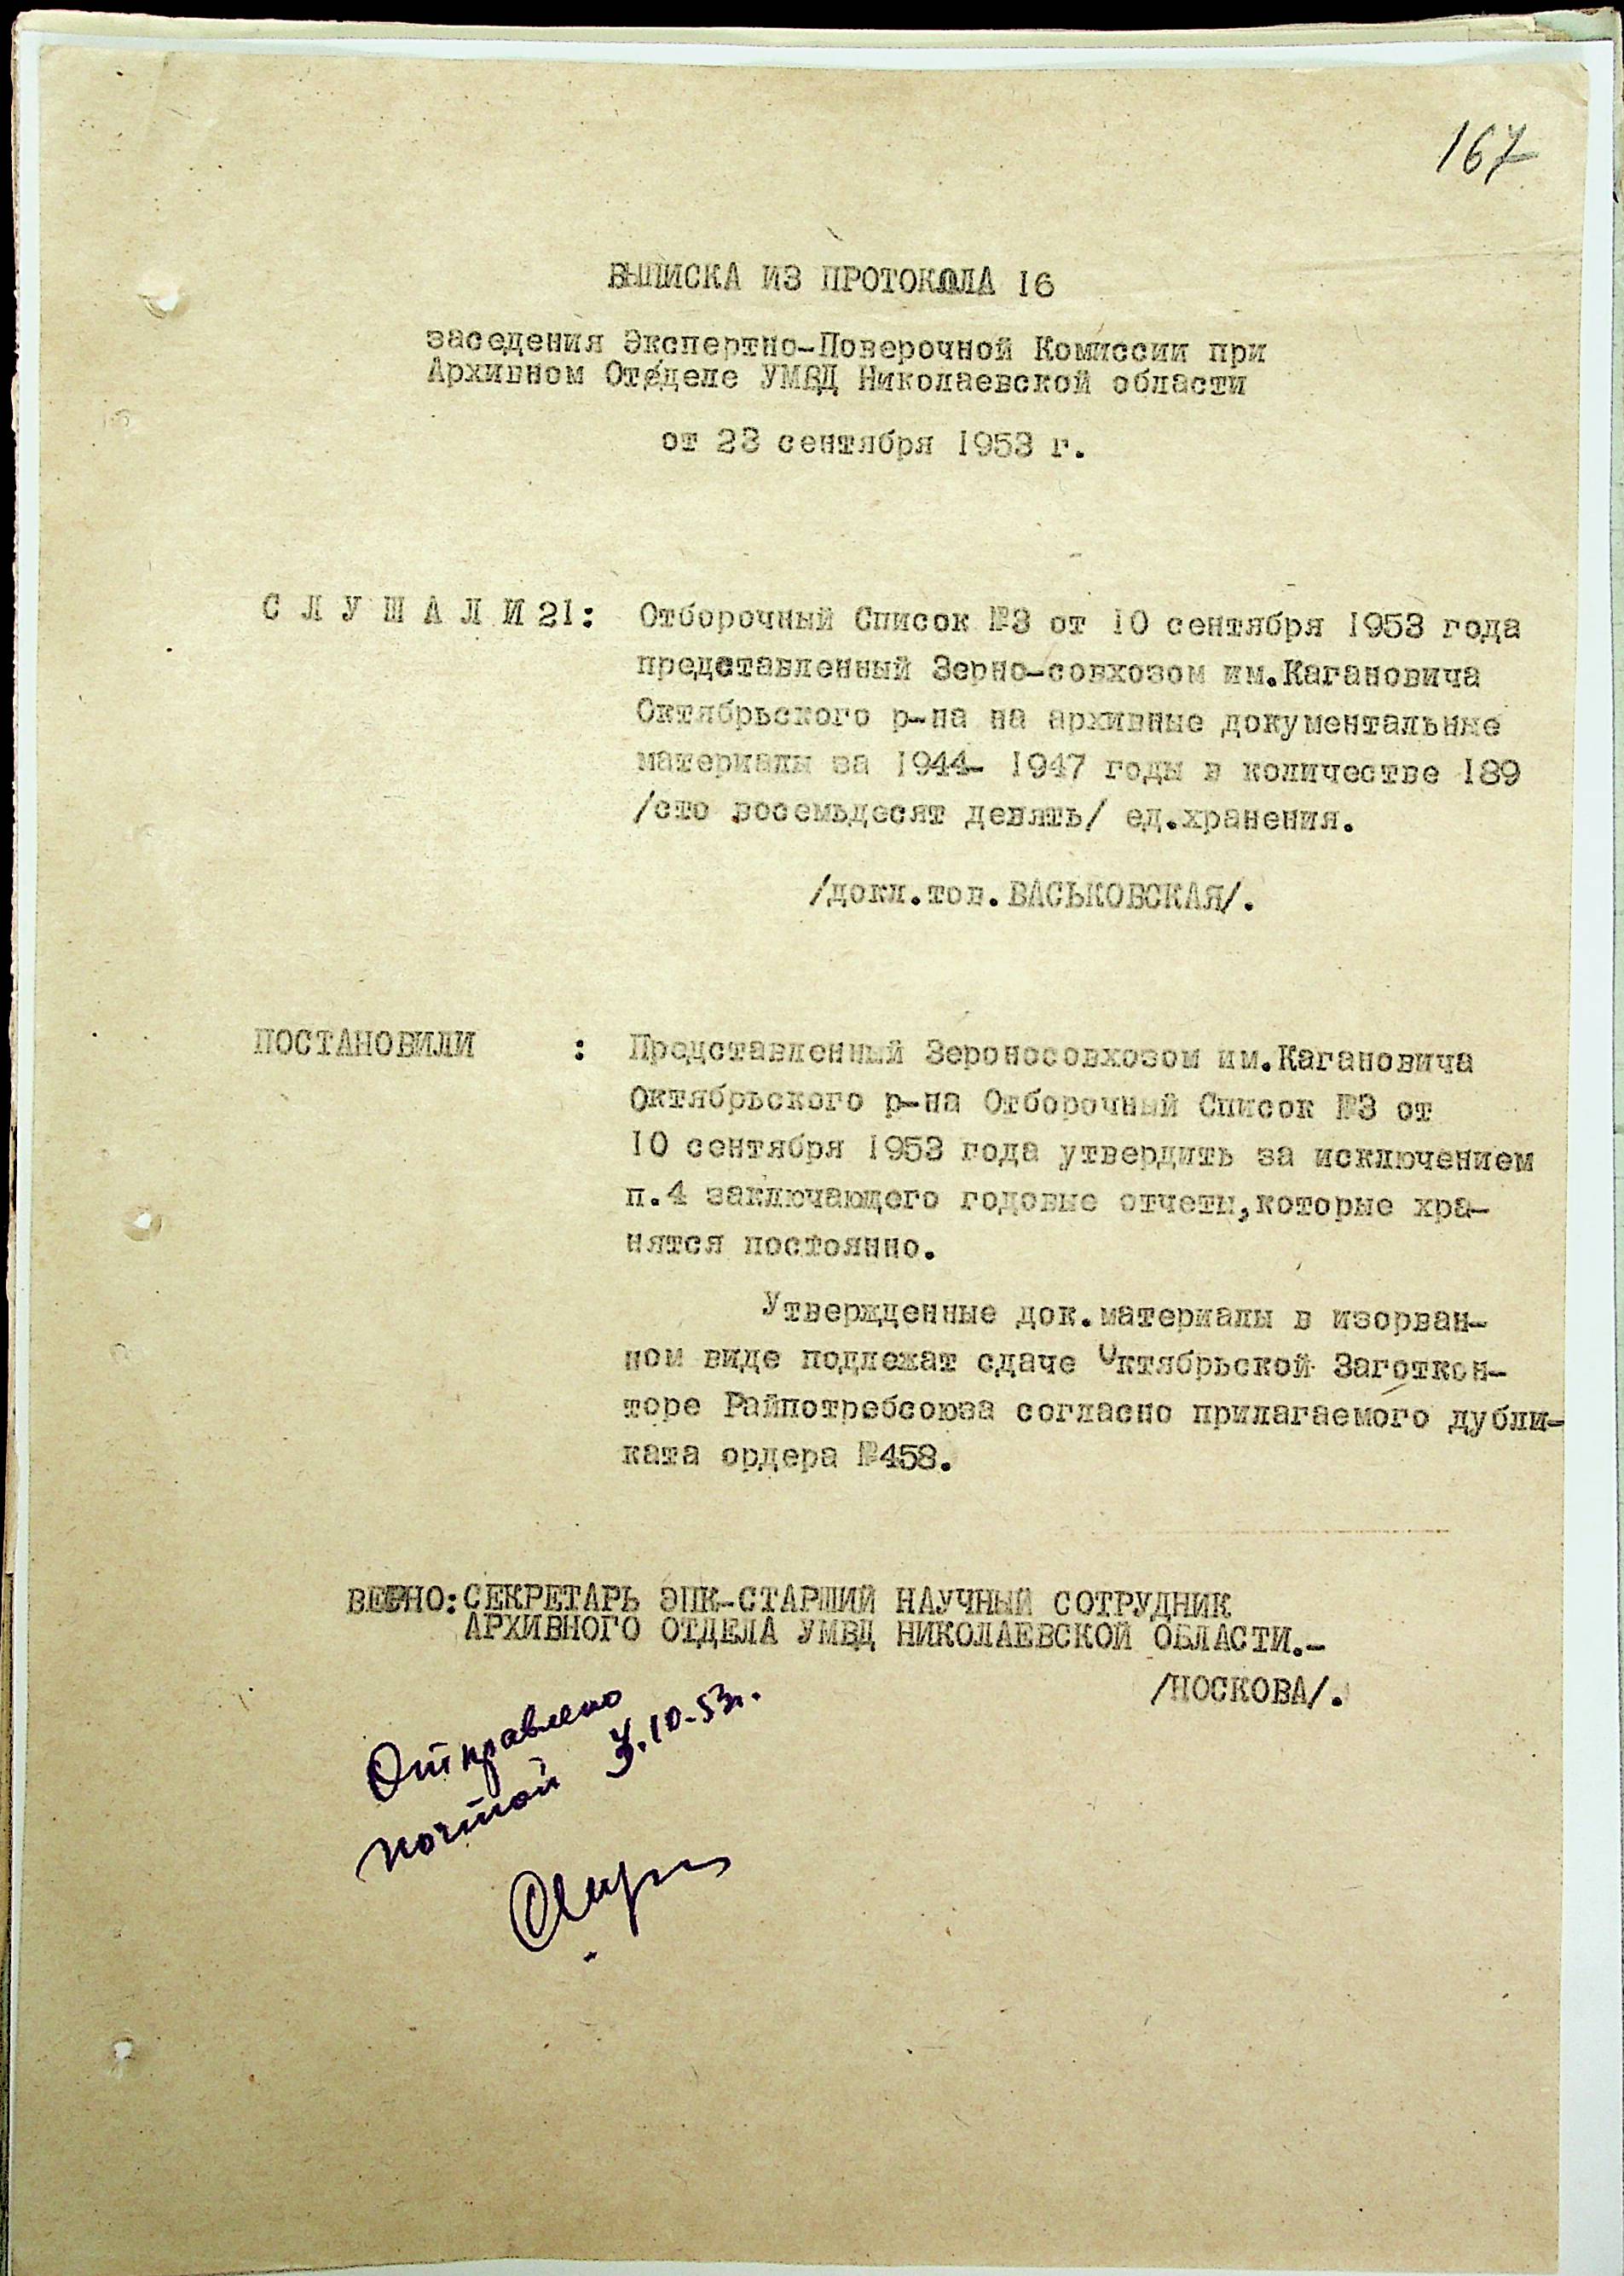 167
ВЫПИСКА ИЗ ПРОТОКОЛА 16
заседения Экспертно-Поверочной Комиссии при
Архивном Отделе УМВД Николаевской области
от 23 сентября 1953 г.
С Л У Ш А Л И 21: Отборочный Список №3 от 10 сентября 1953 года
представленный Зерно-совхозом им.Кагановича
Октябрьского р-на на архивные документальные
материалы за 1944- 1947 годы в количестве 189
/сто восемьдесят девять/ ед.хранения.
/докл.тов.ВАСЬКОВСКАЯ/.
ПОСТАНОВИЛИ : Представленный Зероносовхозом им.Кагановича
Октябрьского р-на Отборочный Список №3 от
10 сентября 1953 года утвердить за исключением
п.4 заключающего годовые отчеты,которые хра-
нятся постоянно.
Утвержденные док.материалы в изорван-
ном виде подлежат сдаче Октябрьской Заготкон-
торе Райпотребсоюза согласно прилагаемого дубли-
ката ордера №458.
ВЕРНО: СЕКРЕТАРЬ ЭПК-СТАРШИЙ НАУЧНЫЙ СОТРУДНИК
АРХИВНОГО ОТДЕЛА УМВД НИКОЛАЕВСКОЙ ОБЛАСТИ.-
/НОСКОВА/.
Отправлено
почтой .10-53г.